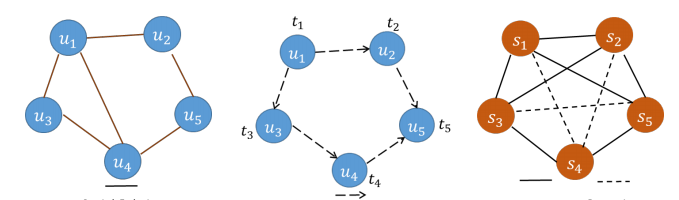 t₁
t₂
u₁
u₂
u₁
u₂
s₁
s₂
u₃
u₅
t₃
u₃
u₅
t₅
s₃
s₅
u₄
u₄
t₄
s₄